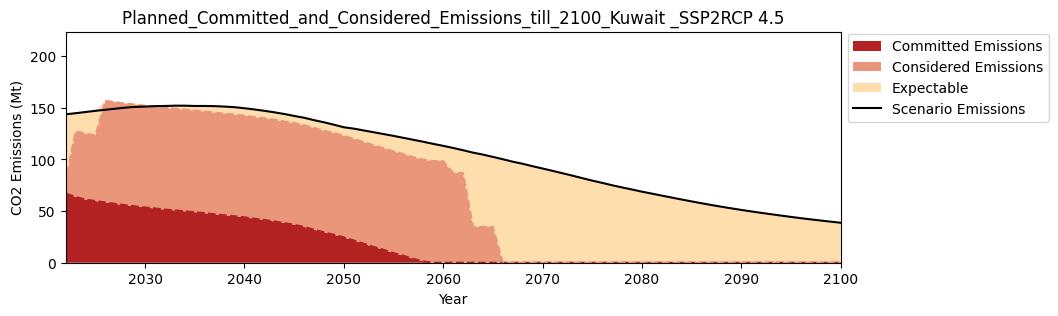 Planned_Committed_and_Considered_Emissions_till_2100_Kuwait _SSP2RCP 4.5
CO2 Emissions (Mt)
200
150
100
50
0
2030 2040 2050 2060 2070 2080 2090 2100
Year
Committed Emissions
Considered Emissions
Expectable
Scenario Emissions